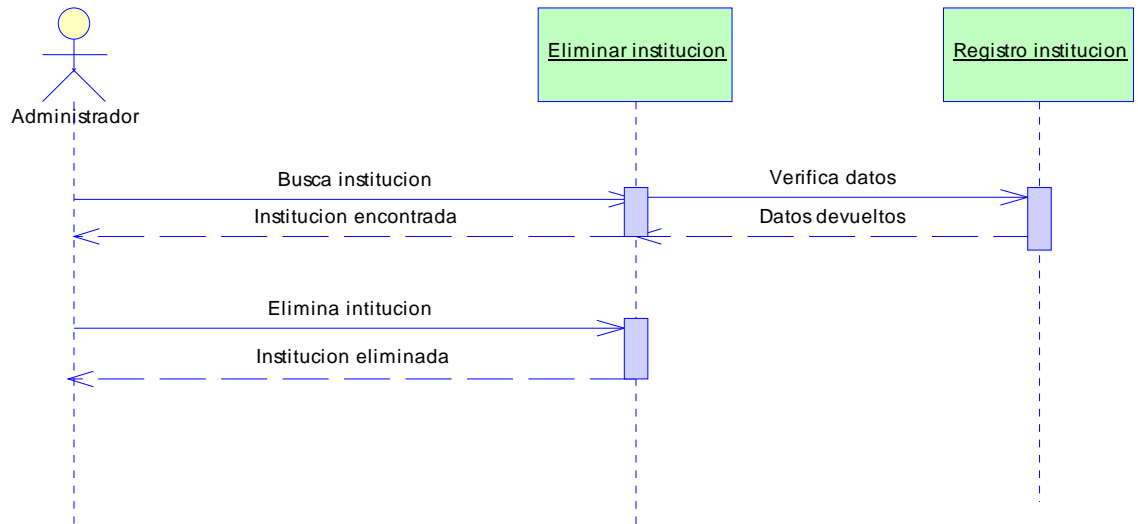 Eliminar institucion
Registro institucion
Administrador
Busca institucion
Verifica datos
Institucion encontrada
Datos devueltos
Elimina intitucion
Institucion eliminada